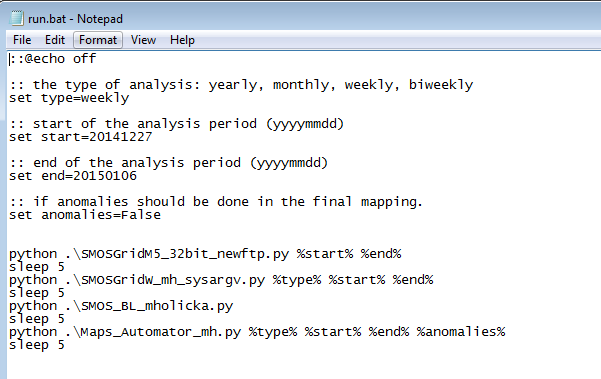 run.bat - Notepad
File Edit Format View Help
::@echo off
:: the type of analysis: yearly, monthly, weekly, biweekly
set type=weekly
:: start of the analysis period (yyyymmdd)
set start=20141227
:: end of the analysis period (yyyymmdd)
set end=20150106
:: if anomalies should be done in the final mapping.
set anomalies=False
python .\SMOSGridM5_32bit_newftp.py %start% %end%
sleep 5
python .\SMOSGridW_mh_sysargv.py %type% %start% %end%
sleep 5
python .\SMOS_BL_mholicka.py
python .\Maps_Automator_mh.py %type% %start% %end% %anomalies%
sleep 5